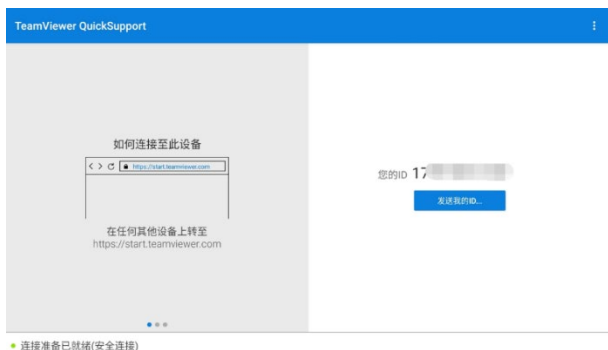 TeamViewer QuickSupport
如何连接至此设备
https://start.teamviewer.com
在任何其他设备上转至
https://start.teamviewer.com
您的ID 17
发送我的ID...
连接准备已就绪(安全连接)